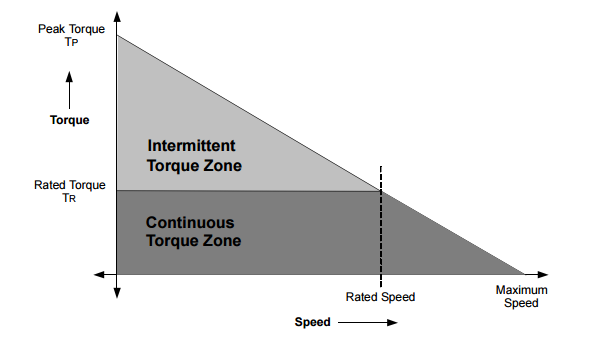 Peak Torque
TP
Torque
Intermittent
Torque Zone
Rated Torque
TR
Continuous
Torque Zone
Rated Speed
Maximum
Speed
Speed